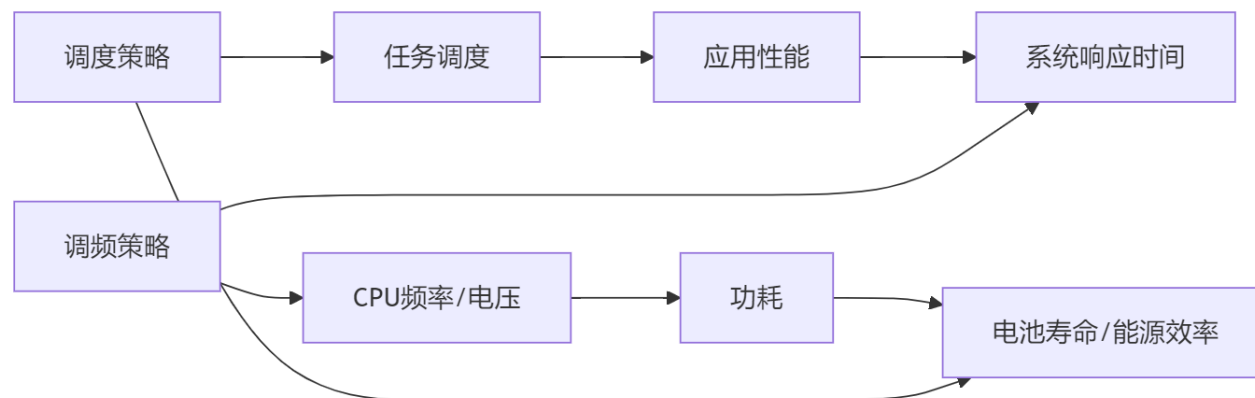 调度策略
任务调度
应用性能
系统响应时间
调频策略
CPU频率/电压
功耗
电池寿命/能源效率